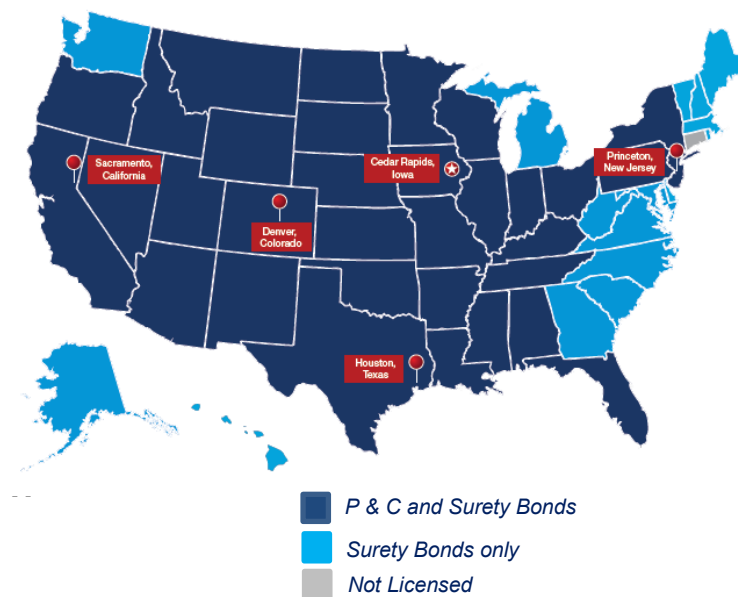 Sacramento,
California
Cedar Rapids,
Iowa
Princeton,
New Jersey
Denver,
Colorado
Houston,
Texas
P & C and Surety Bonds
Surety Bonds only
Not Licensed